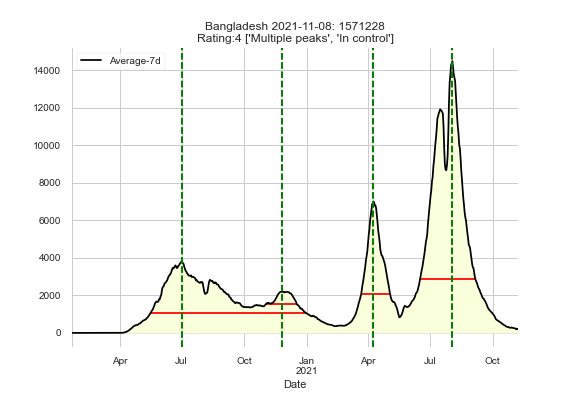 Bangladesh 2021-11-08: 1571228
Rating:4 ['Multiple peaks', 'In control']
Average-7d
14000
12000
10000
8000
6000
4000
2000
0
Apr Jul Oct Jan Apr Jul Oct
2021
Date